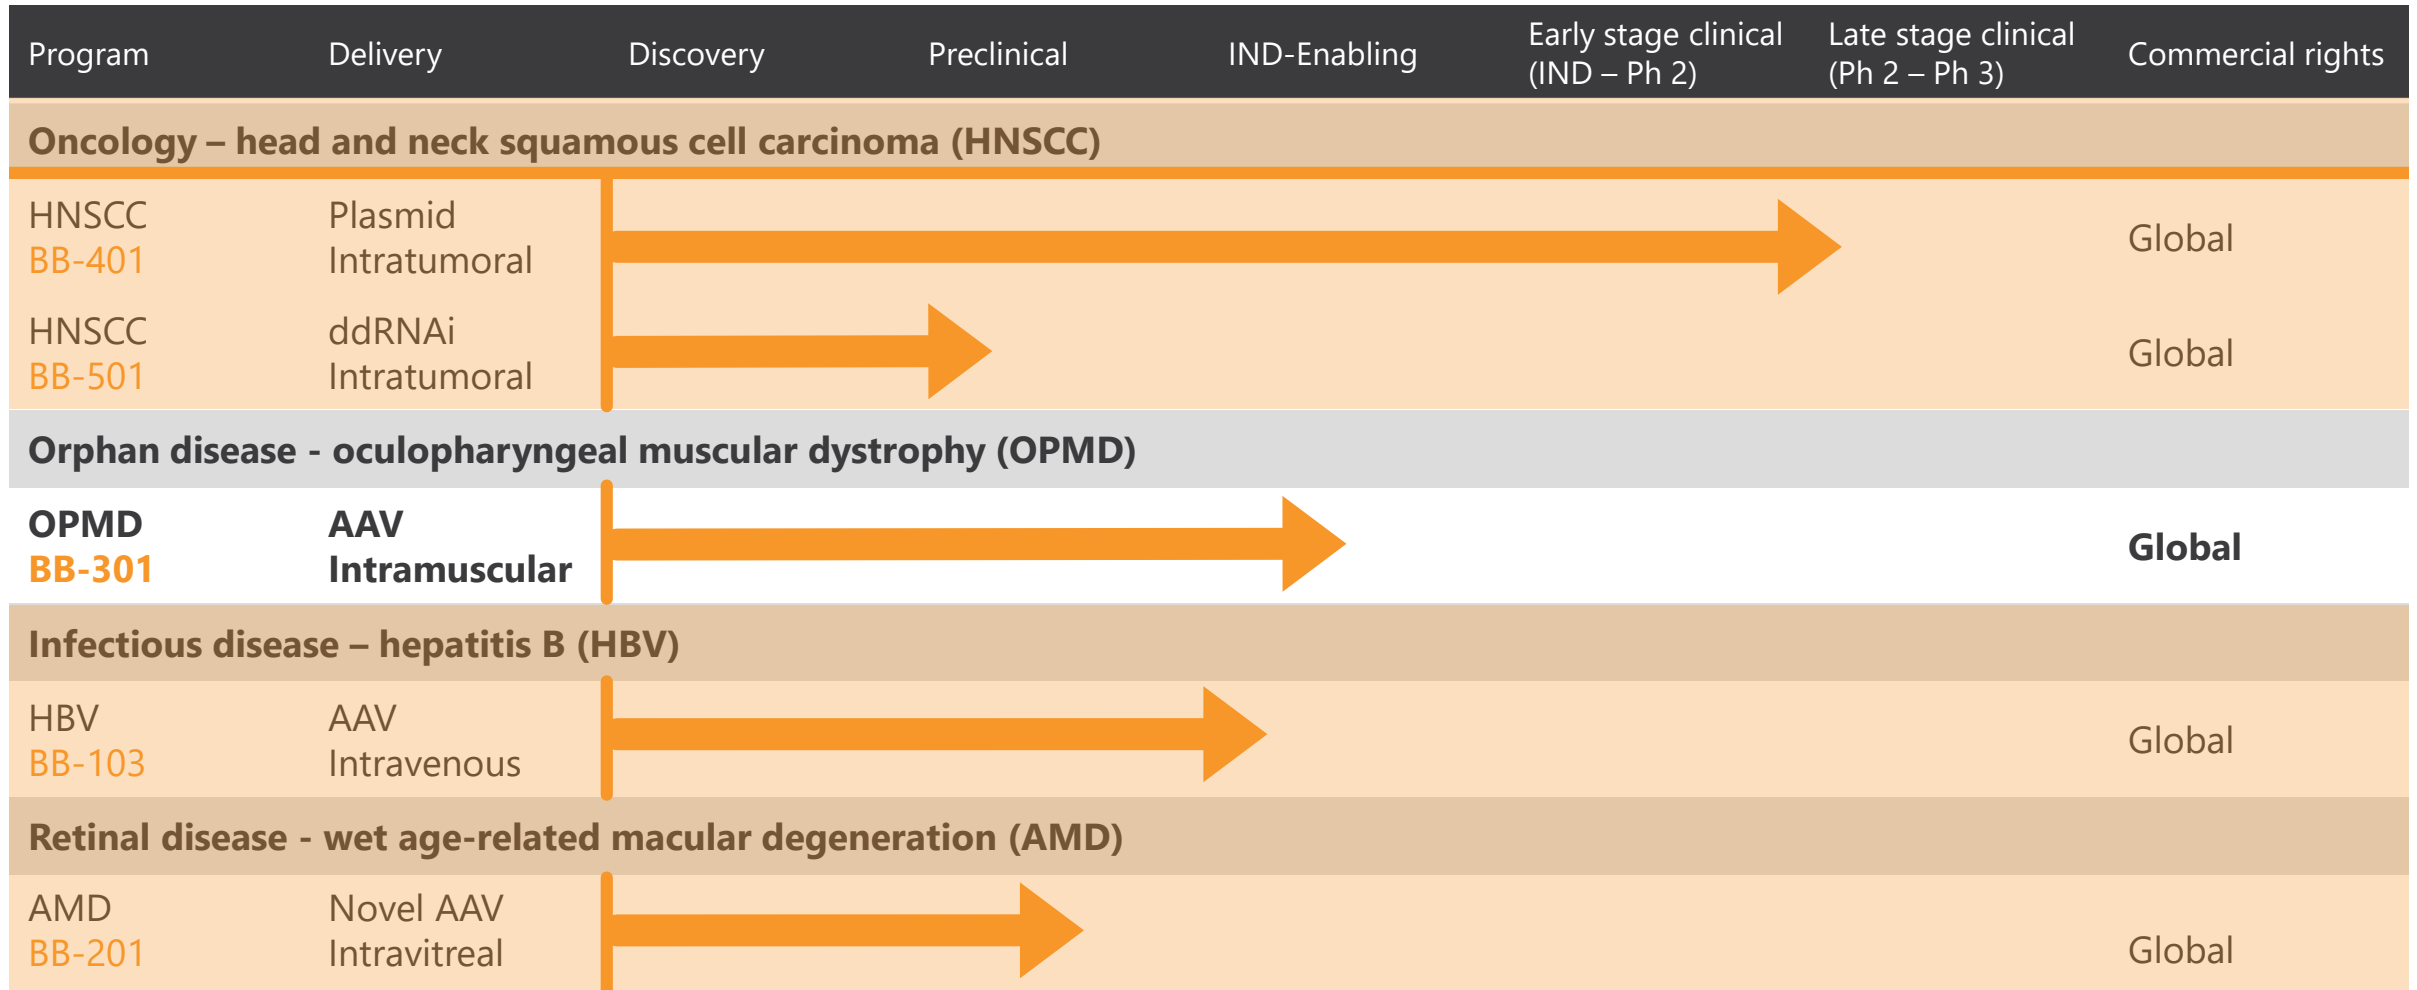 Program Delivery Discovery Preclinical IND-Enabling Early stage clinical (IND – Ph 2) Late stage clinical (Ph 2 – Ph 3) Commercial rights
Oncology – head and neck squamous cell carcinoma (HNSCC)
HNSCC Plasmid
BB-401 Intratumoral
Global
HNSCC ddRNAi
BB-501 Intratumoral
Global
Orphan disease - oculopharyngeal muscular dystrophy (OPMD)
OPMD AAV
BB-301 Intramuscular
Global
Infectious disease – hepatitis B (HBV)
HBV AAV
BB-103 Intravenous
Global
Retinal disease - wet age-related macular degeneration (AMD)
AMD Novel AAV
BB-201 Intravitreal
Global